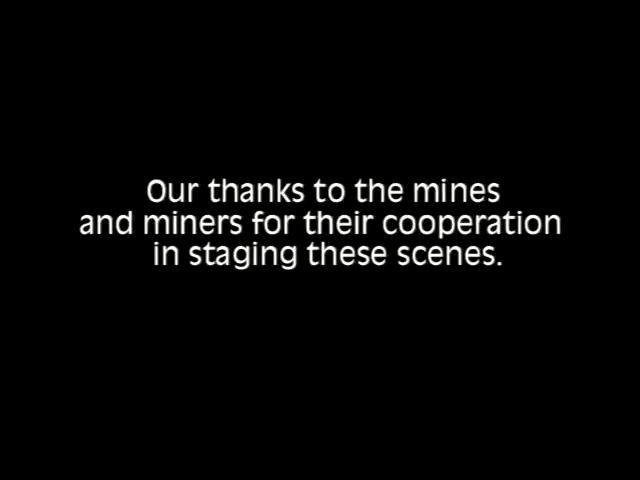 Our thanks to the mines
and miners for their cooperation
in staging these scenes.